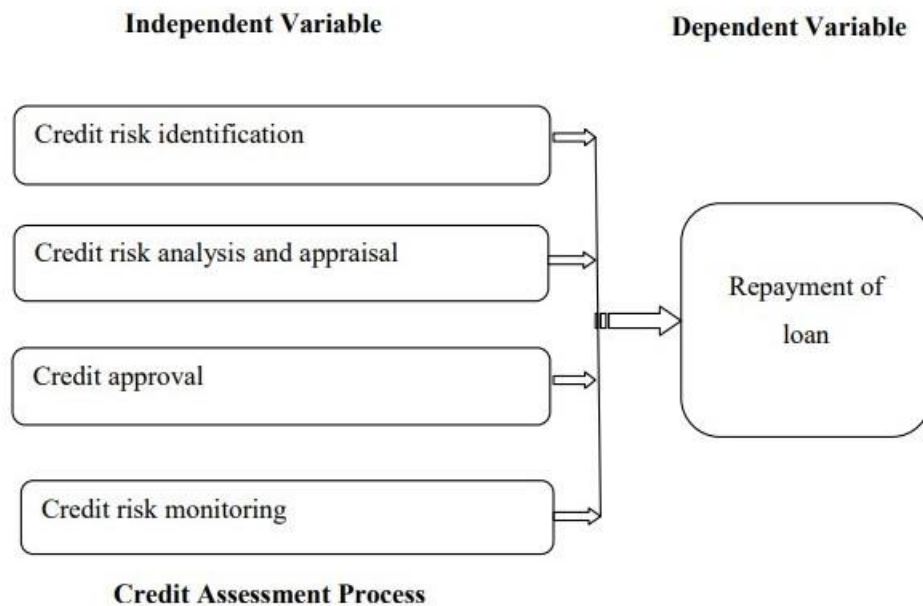 Independent Variable
Dependent Variable
Credit risk identification
Credit risk analysis and appraisal
Credit approval
Credit risk monitoring
Repayment of
loan
Credit Assessment Process